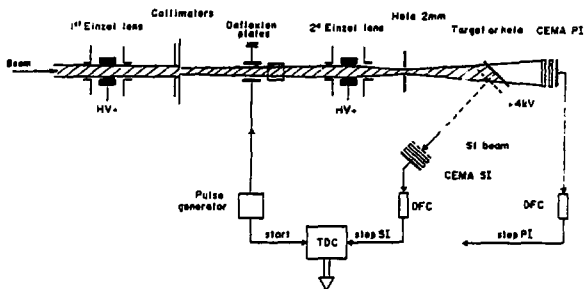 1st Einzel lens
Collimators
Deflexion
plates
2d Einzel lens
Hole 2mm
Target or hole
CEMA PI
Beam
HV+
HV+
+4kV
SI beam
CEMA SI
Pulse
generator
DFC
DFC
start
TDC
stop SI
stop PI